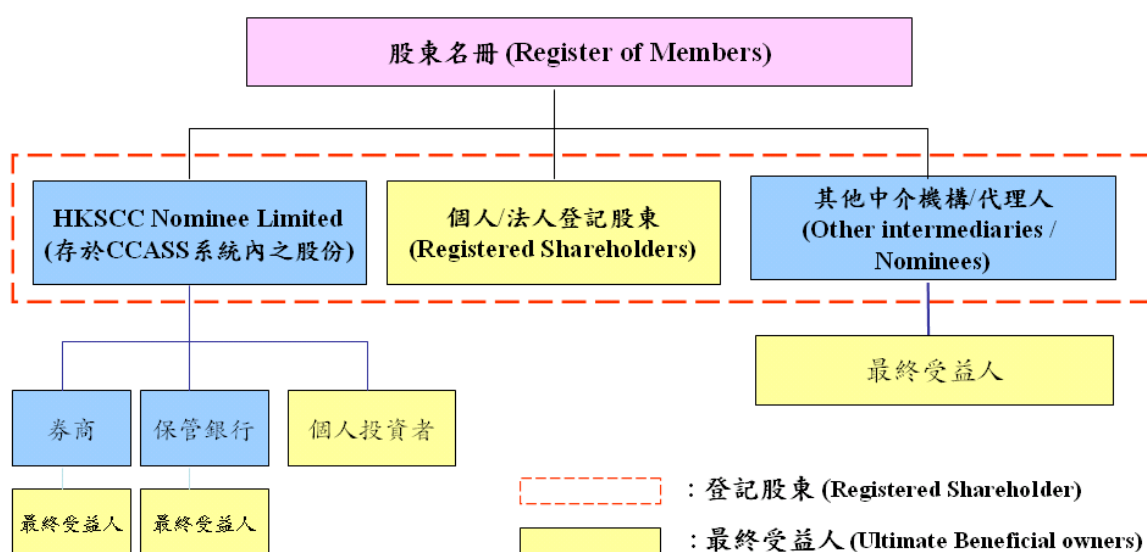 股東名冊 (Register of Members)
HKSCC Nominee Limited
(存於CCASS系統內之股份)
個人/法人登記股東
(Registered Shareholders)
其他中介機構/代理人
(Other intermediaries /
Nominees)
最終受益人
券商
保管銀行
個人投資者
最終受益人
最終受益人
：登記股東 (Registered Shareholder)
：最終受益人 (Ultimate Beneficial owners)